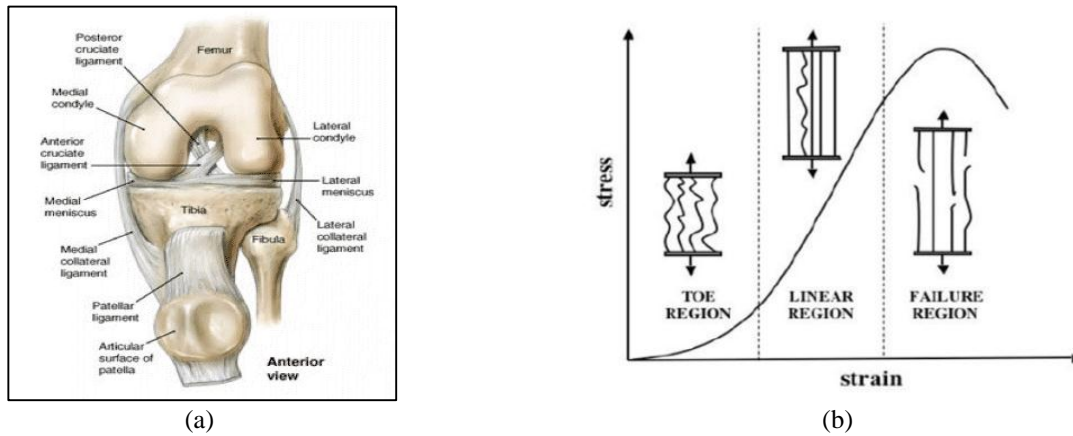 Posterior
cruciate
ligament
Femur
Medial
condyle
Anterior
cruciate
ligament
Lateral
condyle
Medial
meniscus
Tibia
Lateral
meniscus
Medial
collateral
ligament
Fibula
Lateral
collateral
ligament
Patellar
ligament
Articular
surface of
patella
Anterior
view
(a)
stress
TOE
REGION
LINEAR
REGION
FAILURE
REGION
strain
(b)